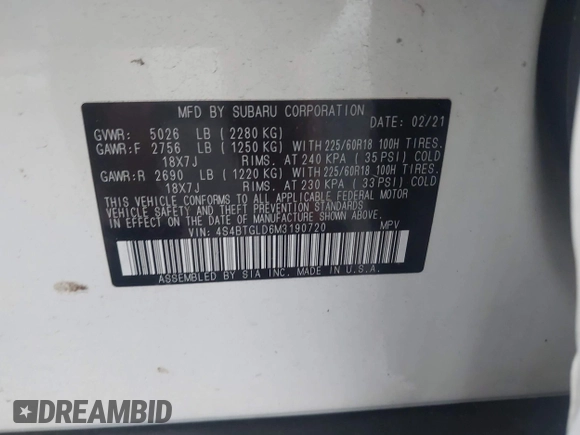 MFD BY SUBARU CORPORATION
DATE: 02/21
GVWR: 5026 LB (2280 KG)
GAWR:F 2756 LB (1250 KG) WITH 225/60R18 100H TIRES.
18X7J RIMS. AT 240 KPA (35 PSI) COLD
GAWR:R 2690 LB (1220 KG) WITH 225/60R18 100H TIRES.
18X7J RIMS. AT 230 KPA (33 PSI) COLD
THIS VEHICLE CONFORMS TO ALL APPLICABLE FEDERAL MOTOR
VEHICLE SAFETY AND THEFT PREVENTION STANDARDS
IN EFFECT ON THE DATE OF MANUFACTURE SHOWN ABOVE.
VIN: 4S4BTGLD6M3190720 MPV
ASSEMBLED BY SIA INC. MADE IN U.S.A.
DREAMBID